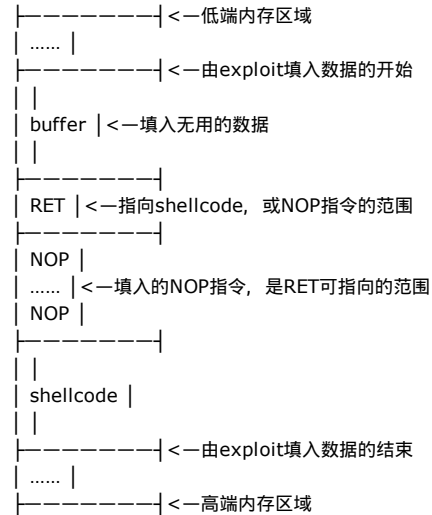 ├———————┤<—低端内存区域
│ …… │
├———————┤<—由exploit填入数据的开始
│ │
│ buffer │<—填入无用的数据
│ │
├———————┤
│ RET │<—指向shellcode，或NOP指令的范围
├———————┤
│ NOP │
│ …… │<—填入的NOP指令，是RET可指向的范围
│ NOP │
├———————┤
│ │
│ shellcode │
│ │
├———————┤<—由exploit填入数据的结束
│ …… │
├———————┤<—高端内存区域